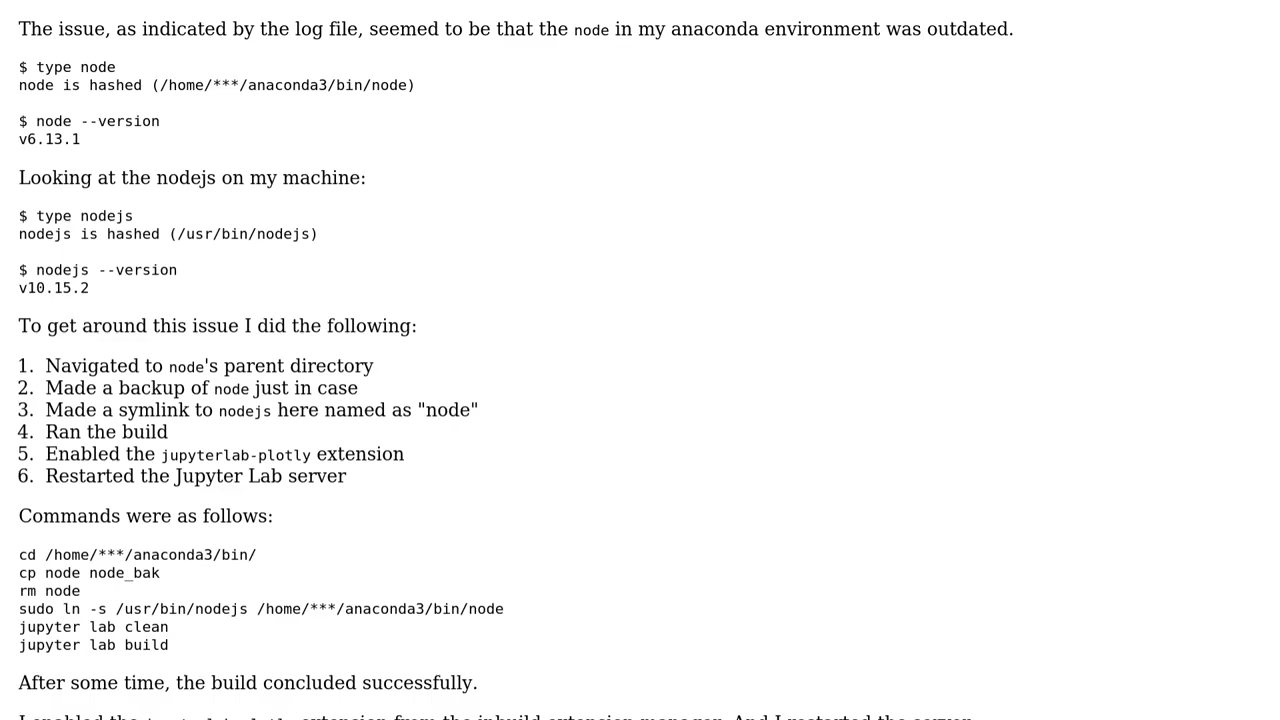 The issue, as indicated by the log file, seemed to be that the node in my anaconda environment was outdated.
$ type node
node is hashed (/home/***/anaconda3/bin/node)
$ node --version
v6.13.1
Looking at the nodejs on my machine:
$ type nodejs
nodejs is hashed (/usr/bin/nodejs)
$ nodejs --version
v10.15.2
To get around this issue I did the following:
1. Navigated to node's parent directory
2. Made a backup of node just in case
3. Made a symlink to nodejs here named as "node"
4. Ran the build
5. Enabled the jupyterlab-plotly extension
6. Restarted the Jupyter Lab server
Commands were as follows:
cd /home/***/anaconda3/bin/
cp node node_bak
rm node
sudo ln -s /usr/bin/nodejs /home/***/anaconda3/bin/node
jupyter lab clean
jupyter lab build
After some time, the build concluded successfully.